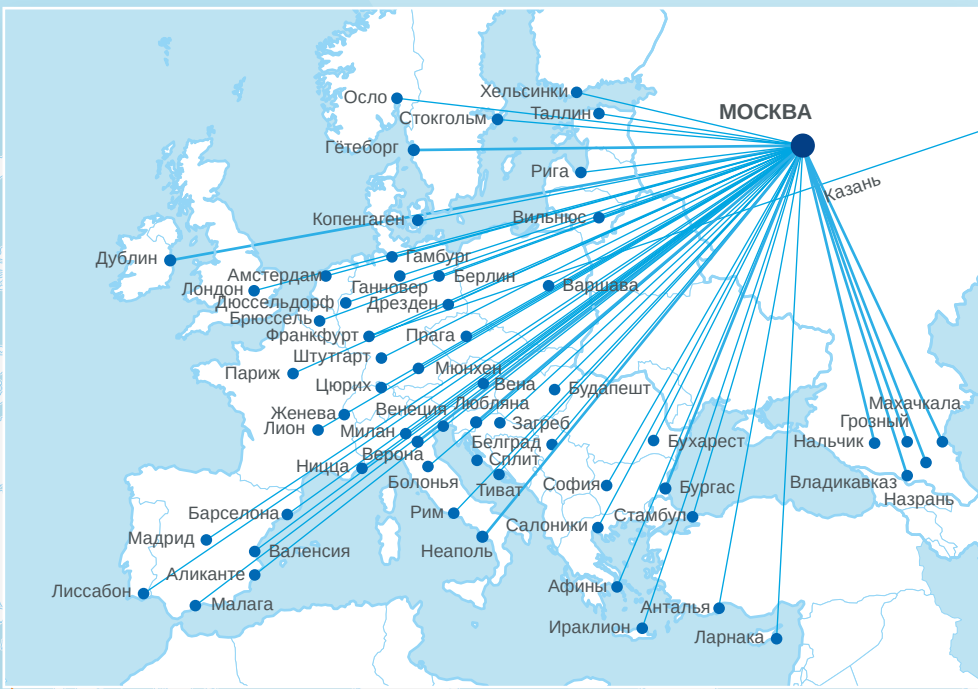 Хельсинки
Осло
МОСКВА
Стокгольм
Таллин
Гётеборг
Рига
Казань
Копенгаген
Вильнюс
Дублин
Гамбург
Амстердам
Берлин
Лондон
Ганновер
Варшава
Дюссельдорф
Дрезден
Брюссель
Франкфурт
Прага
Штутгарт
Мюнхен
Париж
Цюрих
Вена
Будапешт
Женева
Венеция
Любляна
Махачкала
Лион
Милан
Загреб
Грозный
Белград
Бухарест
Нальчик
Верона
Сплит
Ницца
Болонья
Тиват
София
Бургас
Владикавказ
Назрань
Барселона
Рим
Салоники
Стамбул
Мадрид
Валенсия
Неаполь
Аликанте
Афины
Лиссабон
Малага
Анталья
Ираклион
Ларнака